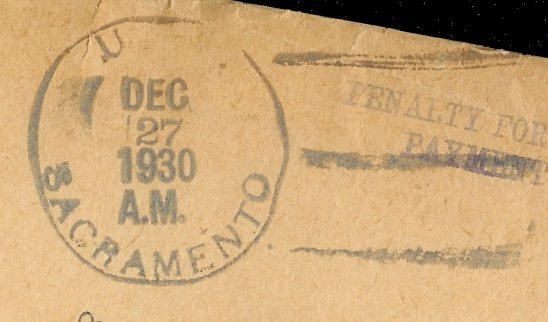 U
DEC
27
1930
A.M.
SACRAMENTO
PENALTY FOR
PAYMENT